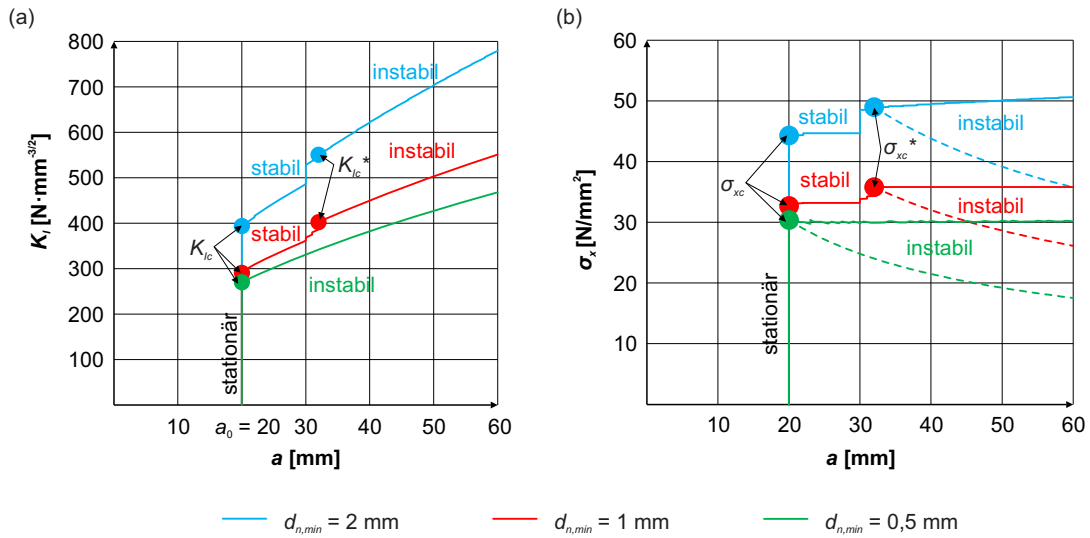 (a)
800
700
600
500
400
300
200
100
K_I [N·mm^-3/2]
instabil
stabil
K_Ic*
instabil
stabil
K_Ic
instabil
stationär
10
a_0 = 20
30
40
50
60
a [mm]
(b)
60
50
40
30
20
10
σ_x [N/mm²]
stabil
instabil
σ_xc*
stabil
σ_xc
instabil
instabil
stationär
10
20
30
40
50
60
a [mm]
d_n,min = 2 mm
d_n,min = 1 mm
d_n,min = 0,5 mm